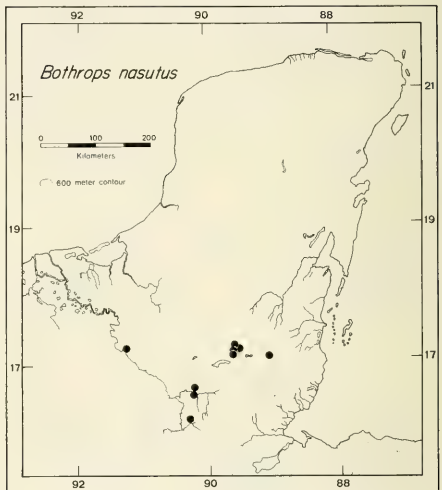 92 90 88
Bothrops nasutus
21 21
0 100 200
Kilometers
600 meter contour
19 19
17 17
92 90 88